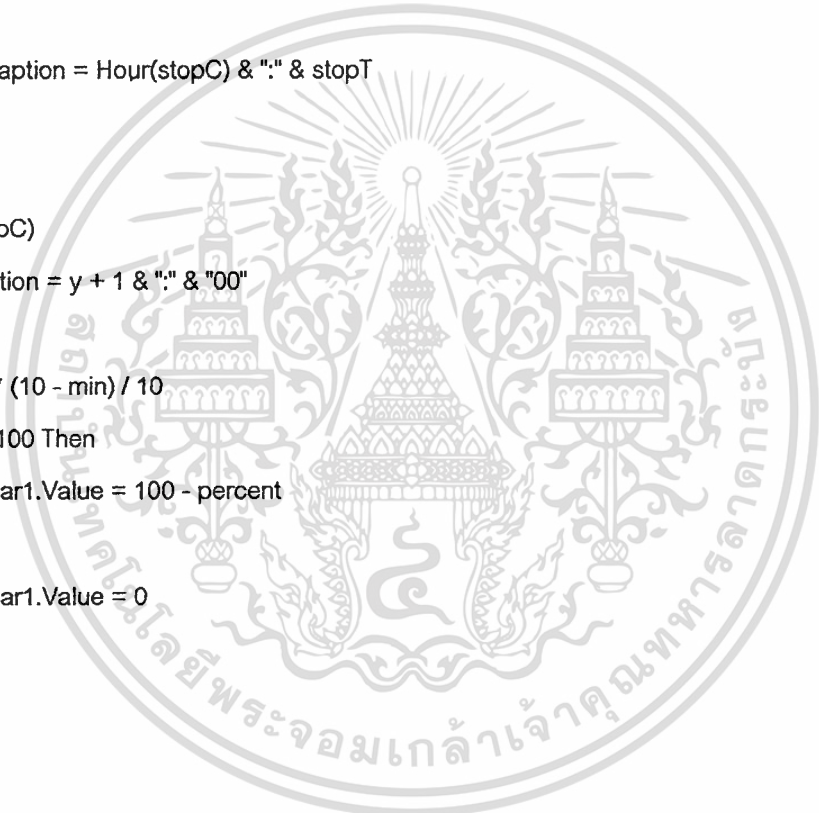 aption = Hour(stopC) & ":" & stopT
oC)
tion = y + 1 & ":" & "00"
(10 - min) / 10
100 Then
ar1.Value = 100 - percent
ar1.Value = 0
สถาบันเทคโนโลยีพระจอมเกล้าเจ้าคุณทหารลาดกระบัง